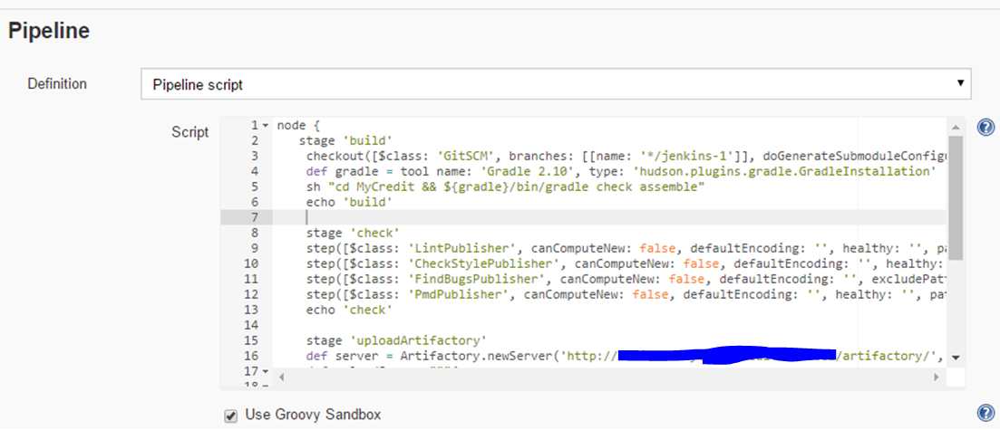 Pipeline
Definition
Pipeline script
Script
1 node {
2 stage 'build'
3 checkout([$class: 'GitSCM', branches: [[name: '*/jenkins-1']], doGenerateSubmoduleConfigu
4 def gradle = tool name: 'Gradle 2.10', type: 'hudson.plugins.gradle.GradleInstallation'
5 sh "cd MyCredit && ${gradle}/bin/gradle check assemble"
6 echo 'build'
7
8 stage 'check'
9 step([$class: 'LintPublisher', canComputeNew: false, defaultEncoding: '', healthy: '', pa
10 step([$class: 'CheckStylePublisher', canComputeNew: false, defaultEncoding: '', healthy:
11 step([$class: 'FindBugsPublisher', canComputeNew: false, defaultEncoding: '', excludePatt
12 step([$class: 'PmdPublisher', canComputeNew: false, defaultEncoding: '', healthy: '', pat
13 echo 'check'
14
15 stage 'uploadArtifactory'
16 def server = Artifactory.newServer('http:// /artifactory/',
17
18
Use Groovy Sandbox